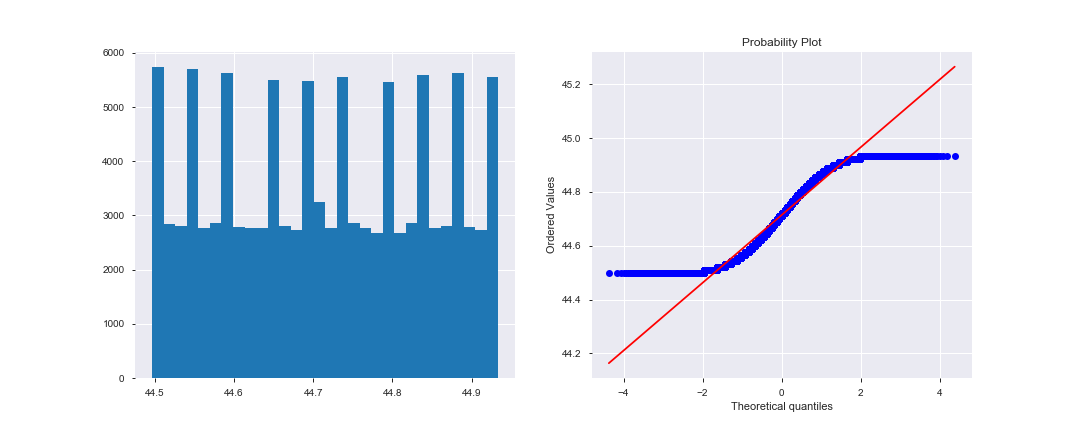 6000
5000
4000
3000
2000
1000
0
44.5 44.6 44.7 44.8 44.9
Probability Plot
45.2
45.0
44.8
44.6
44.4
44.2
Ordered Values
−4 −2 0 2 4
Theoretical quantiles